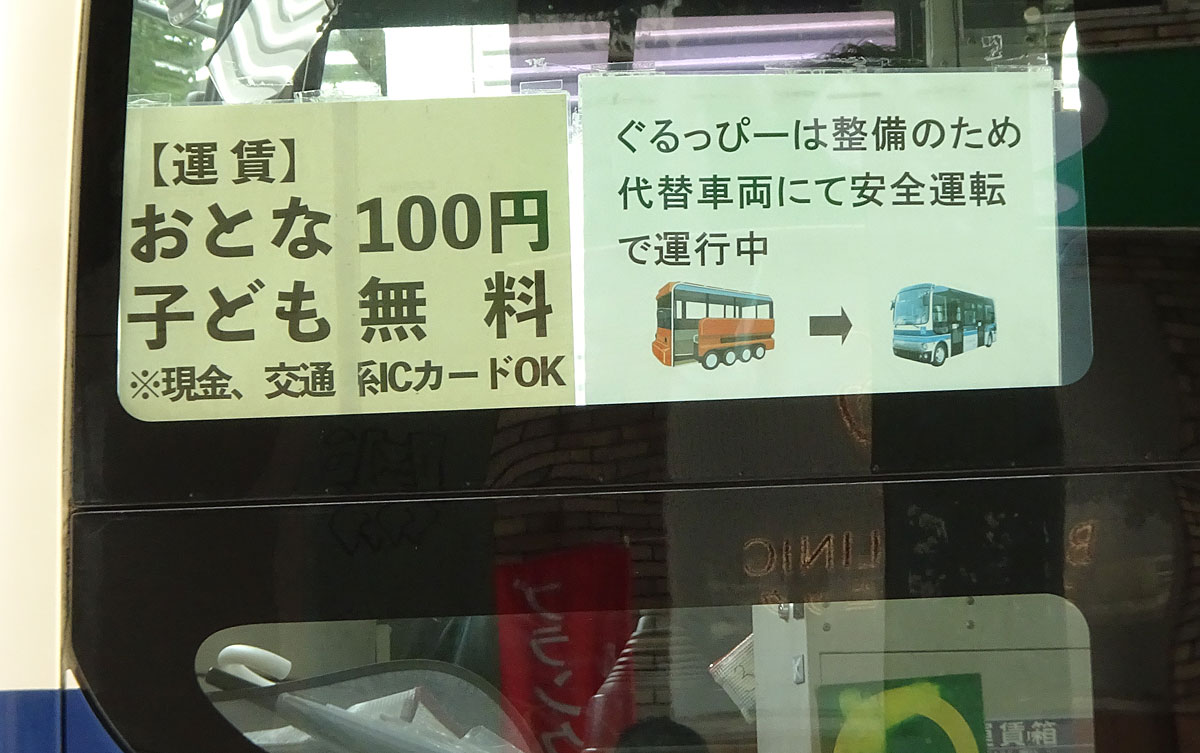 【運賃】
おとな 100円
子ども 無 料
※現金、交通系ICカードOK
ぐるっぴーは整備のため
代替車両にて安全運転
で運行中
LINIC
運賃箱